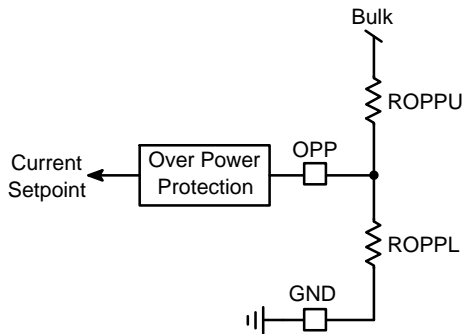 Bulk
ROPPU
OPP
Over Power
Protection
Current
Setpoint
ROPPL
GND